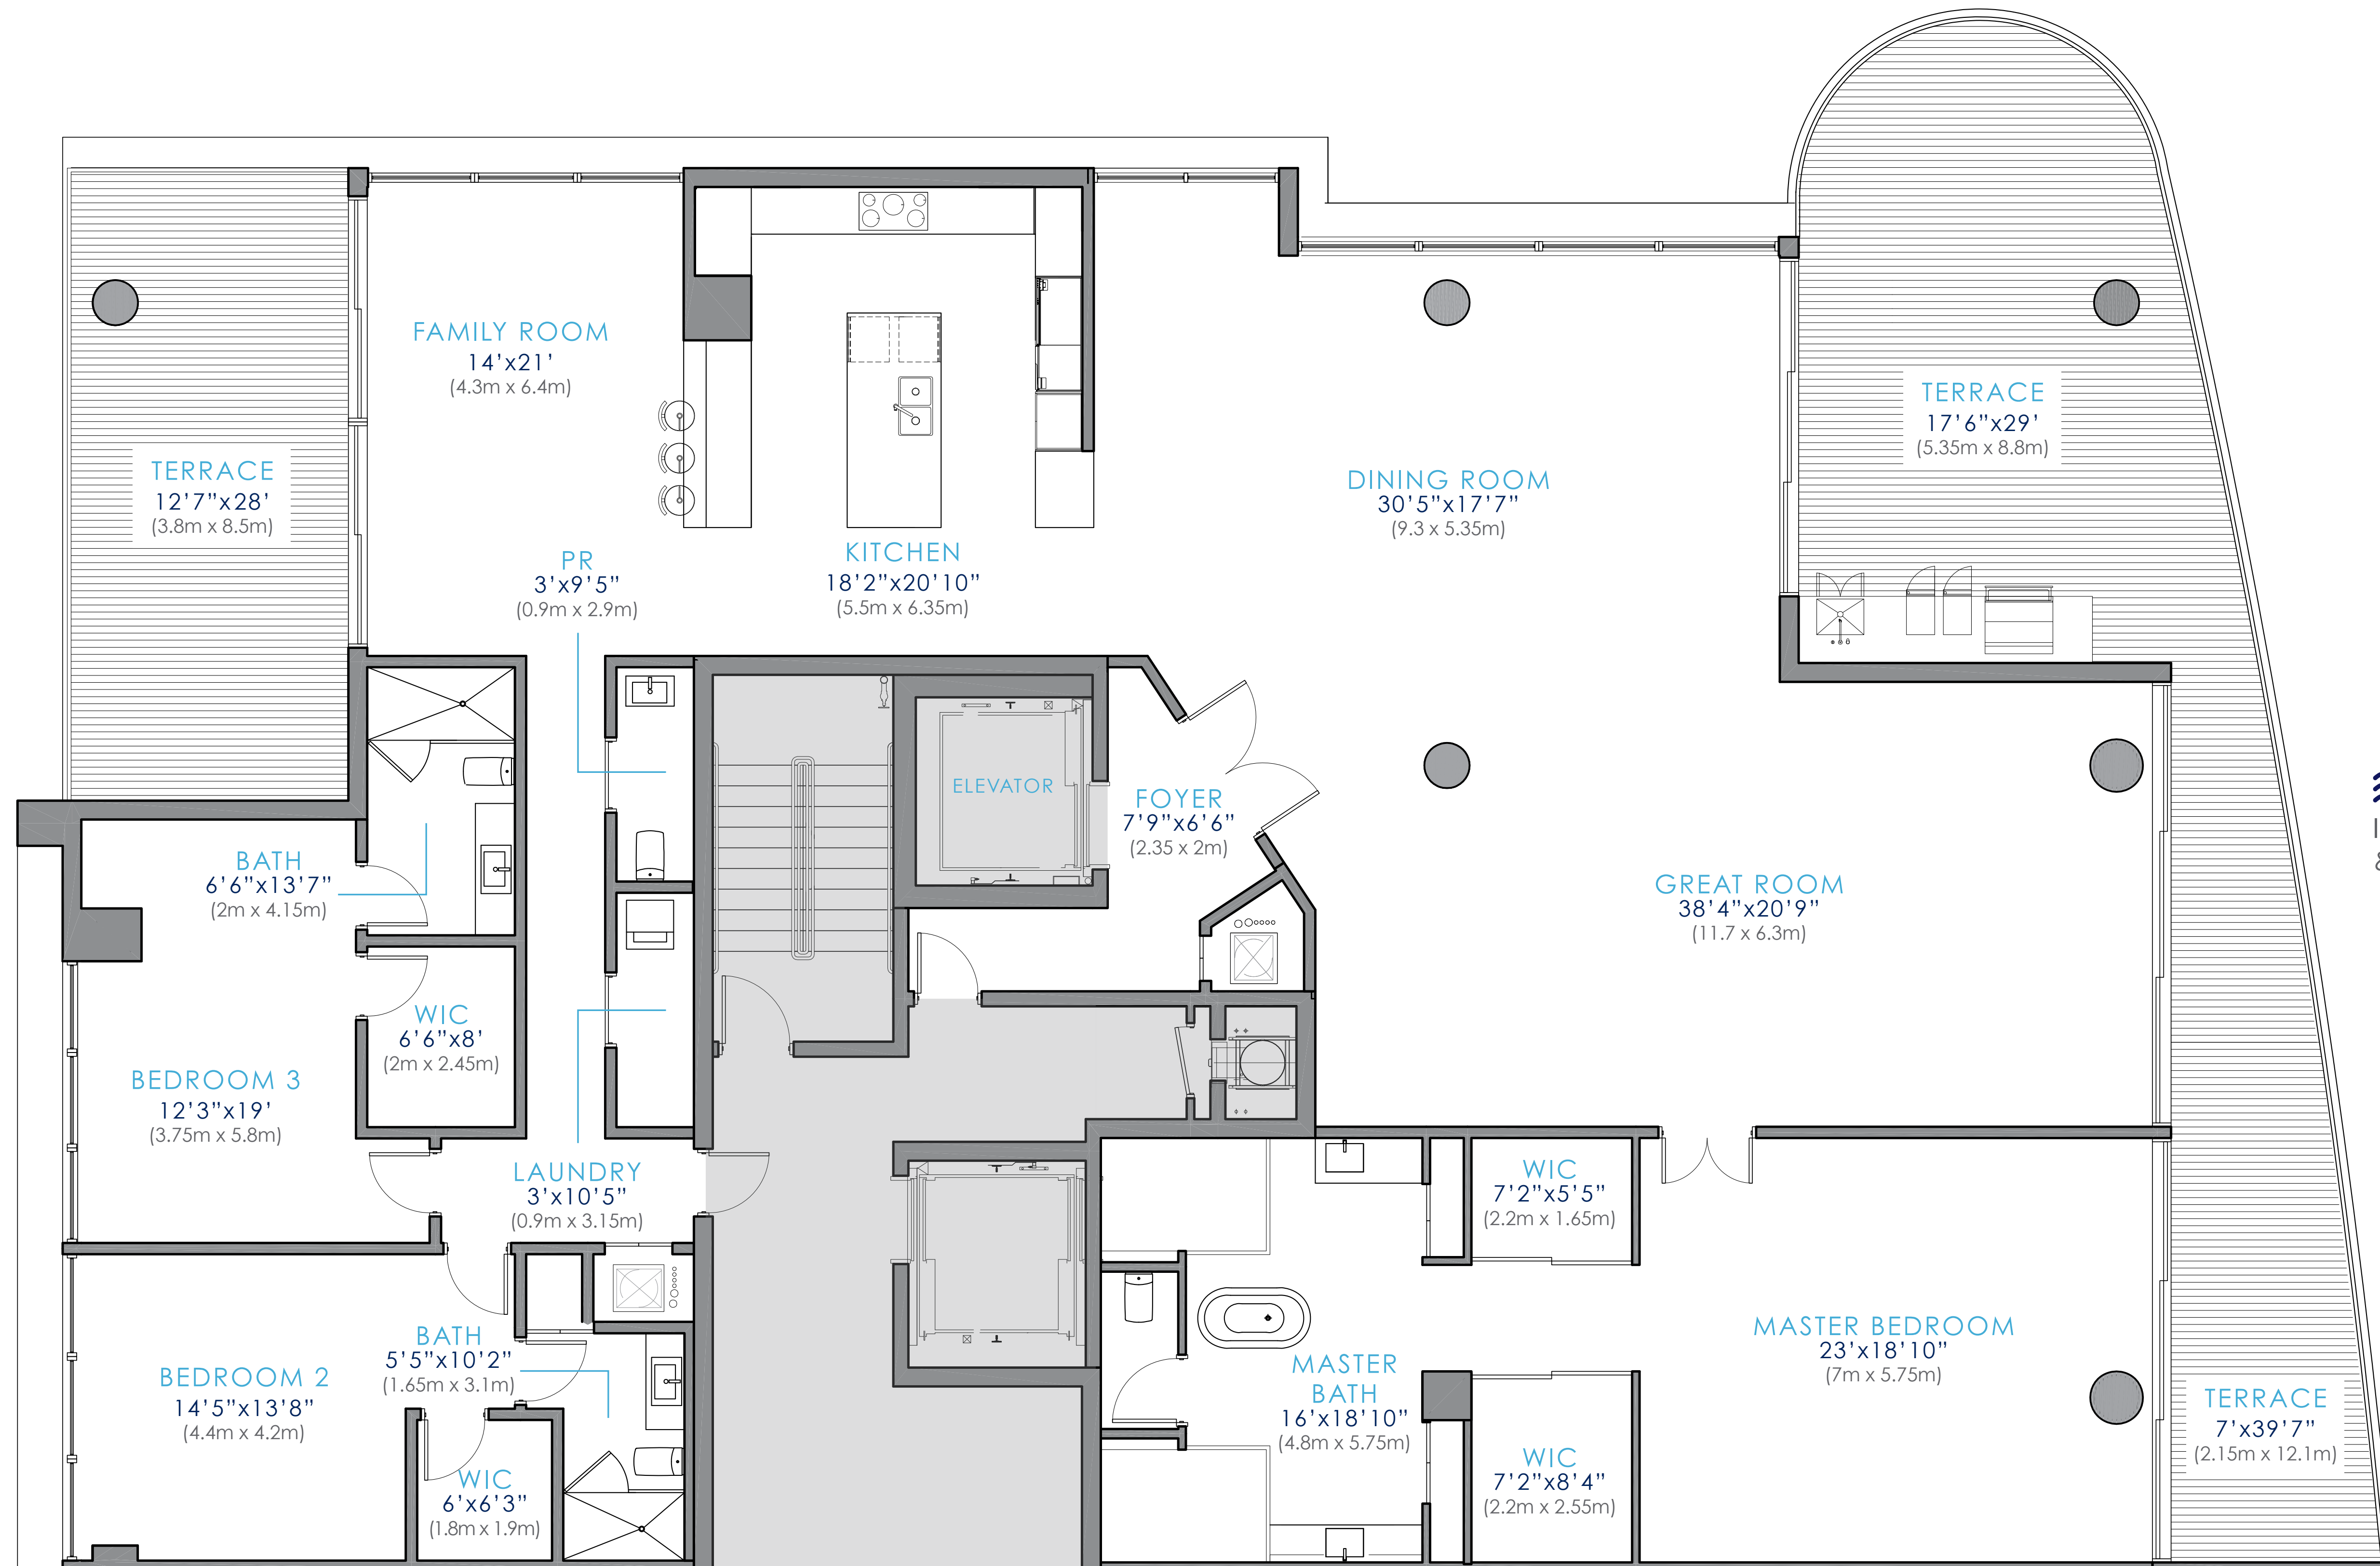 FAMILY ROOM
14’x21’
(4.3m x 6.4m)
TERRACE
17’6”x29’
(5.35m x 8.8m)
TERRACE
12’7”x28’
(3.8m x 8.5m)
DINING ROOM
30’5”x17’7”
(9.3 x 5.35m)
PR
3’x9’5”
(0.9m x 2.9m)
KITCHEN
18’2”x20’10”
(5.5m x 6.35m)
ELEVATOR
FOYER
7’9”x6’6”
(2.35 x 2m)
BATH
6’6”x13’7”
(2m x 4.15m)
GREAT ROOM
38’4”x20’9”
(11.7 x 6.3m)
WIC
6’6”x8’
(2m x 2.45m)
BEDROOM 3
12’3”x19’
(3.75m x 5.8m)
LAUNDRY
3’x10’5”
(0.9m x 3.15m)
WIC
7’2”x5’5”
(2.2m x 1.65m)
BATH
5’5”x10’2”
(1.65m x 3.1m)
MASTER BEDROOM
23’x18’10”
(7m x 5.75m)
BEDROOM 2
14’5”x13’8”
(4.4m x 4.2m)
MASTER
BATH
16’x18’10”
(4.8m x 5.75m)
TERRACE
7’x39’7”
(2.15m x 12.1m)
WIC
6’x6’3”
(1.8m x 1.9m)
WIC
7’2”x8’4”
(2.2m x 2.55m)